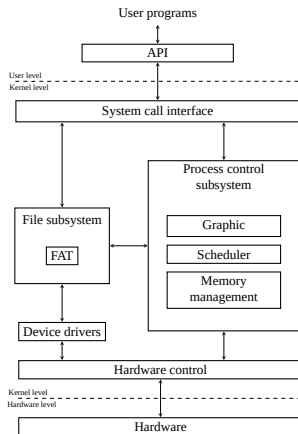 User programs
API
User level
Kernel level
System call interface
Process control
subsystem
File subsystem
FAT
Graphic
Scheduler
Memory
management
Device drivers
Hardware control
Kernel level
Hardware level
Hardware